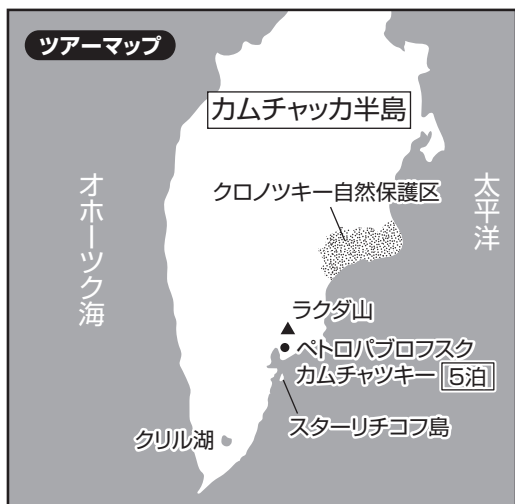 ツアーマップ
カムチャッカ半島
クロノツキー自然保護区
オホーツク海
太平洋
ラクダ山
ペトロパブロフスク
カムチャツキー 5泊
スターリチコフ島
クリル湖